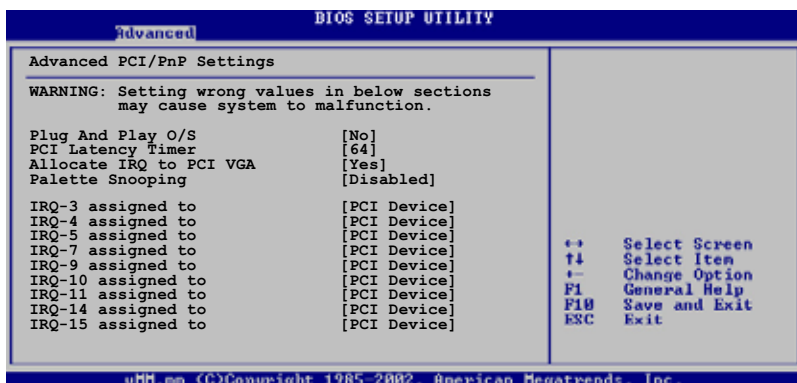 BIOS SETUP UTILITY
Advanced
Advanced PCI/PnP Settings
WARNING: Setting wrong values in below sections
may cause system to malfunction.
Plug And Play O/S [No]
PCI Latency Timer [64]
Allocate IRQ to PCI VGA [Yes]
Palette Snooping [Disabled]
IRQ-3 assigned to [PCI Device]
IRQ-4 assigned to [PCI Device]
IRQ-5 assigned to [PCI Device]
IRQ-7 assigned to [PCI Device]
IRQ-9 assigned to [PCI Device]
IRQ-10 assigned to [PCI Device]
IRQ-11 assigned to [PCI Device]
IRQ-14 assigned to [PCI Device]
IRQ-15 assigned to [PCI Device]
↔ Select Screen
↑↓ Select Item
+- Change Option
F1 General Help
F10 Save and Exit
ESC Exit
(C)Copyright 1985-2002, American Megatrends, Inc.